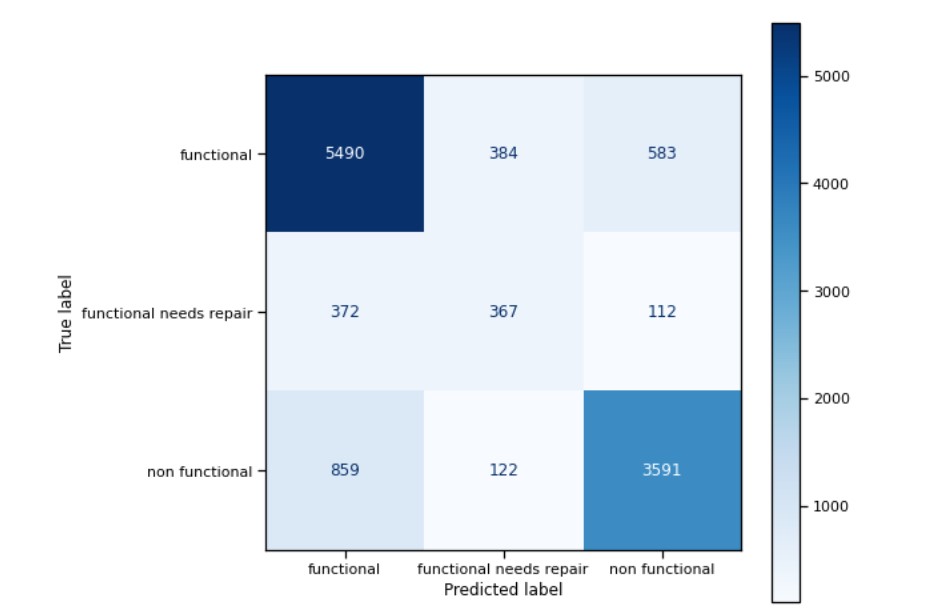 5000
functional 5490 384 583
4000
3000
True label
functional needs repair 372 367 112
2000
non functional 859 122 3591
1000
functional functional needs repair non functional
Predicted label